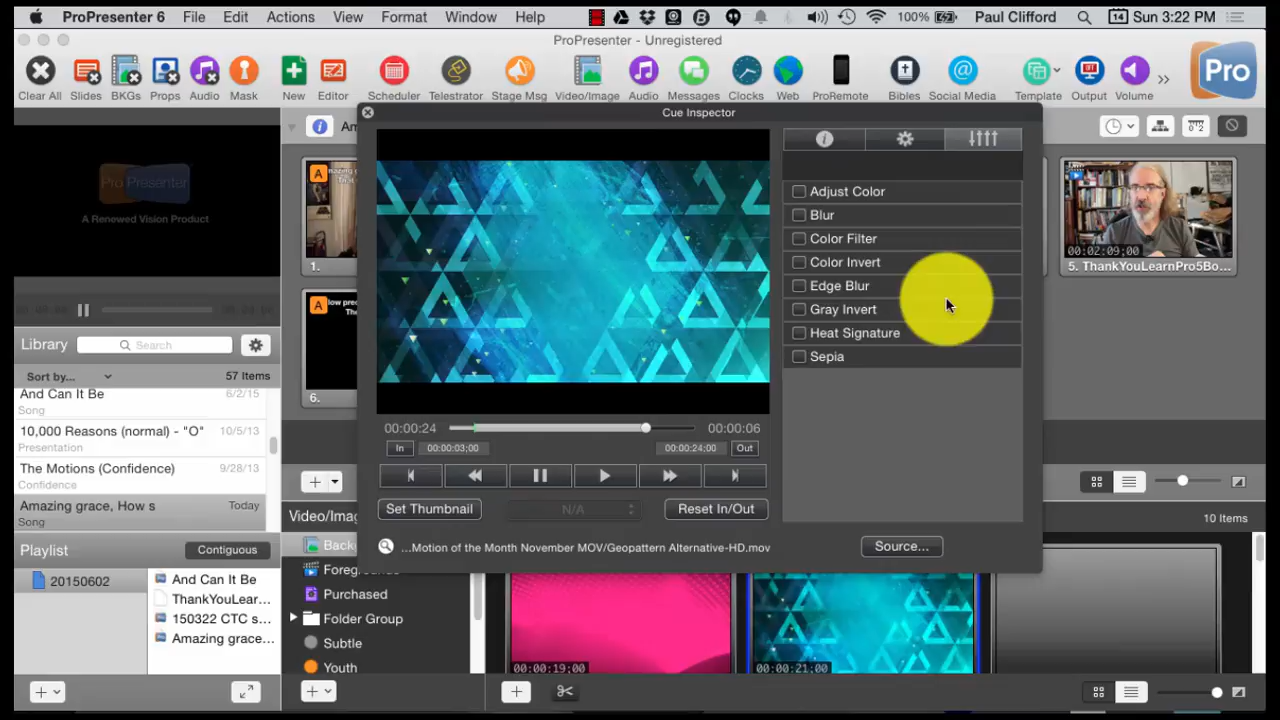 ProPresenter 6 File Edit Actions View Format Window Help 100% Paul Clifford 14 Sun 3:22 PM
ProPresenter - Unregistered
Clear All Slides BKGs Props Audio Mask New Editor Scheduler Telestrator Stage Msg Video/Image Audio Messages Clocks Web ProRemote Bibles Social Media Template Output Volume
Pro
Cue Inspector
ProPresenter
A Renewed Vision Product
A
1.
A
6.
00:02:09;00
5. ThankYouLearnPro5Bo...
Adjust Color
Blur
Color Filter
Color Invert
Edge Blur
Gray Invert
Heat Signature
Sepia
00:00:24 00:00:06
In 00:00:03;00 00:00:24;00 Out
Set Thumbnail N/A Reset In/Out
...Motion of the Month November MOV/Geopattern Alternative-HD.mov Source...
Library Search
Sort by... 57 Items
And Can It Be 6/2/15
Song
10,000 Reasons (normal) - "O" 10/5/13
Presentation
The Motions (Confidence) 9/28/13
Confidence
Amazing grace, How s Today
Song
Playlist Contiguous
20150602
And Can It Be
ThankYouLear...
150322 CTC s...
Amazing grace...
Video/Ima
10 Items
Purchased
Folder Group
Subtle
Youth
00:00:19;00
00:00:21;00